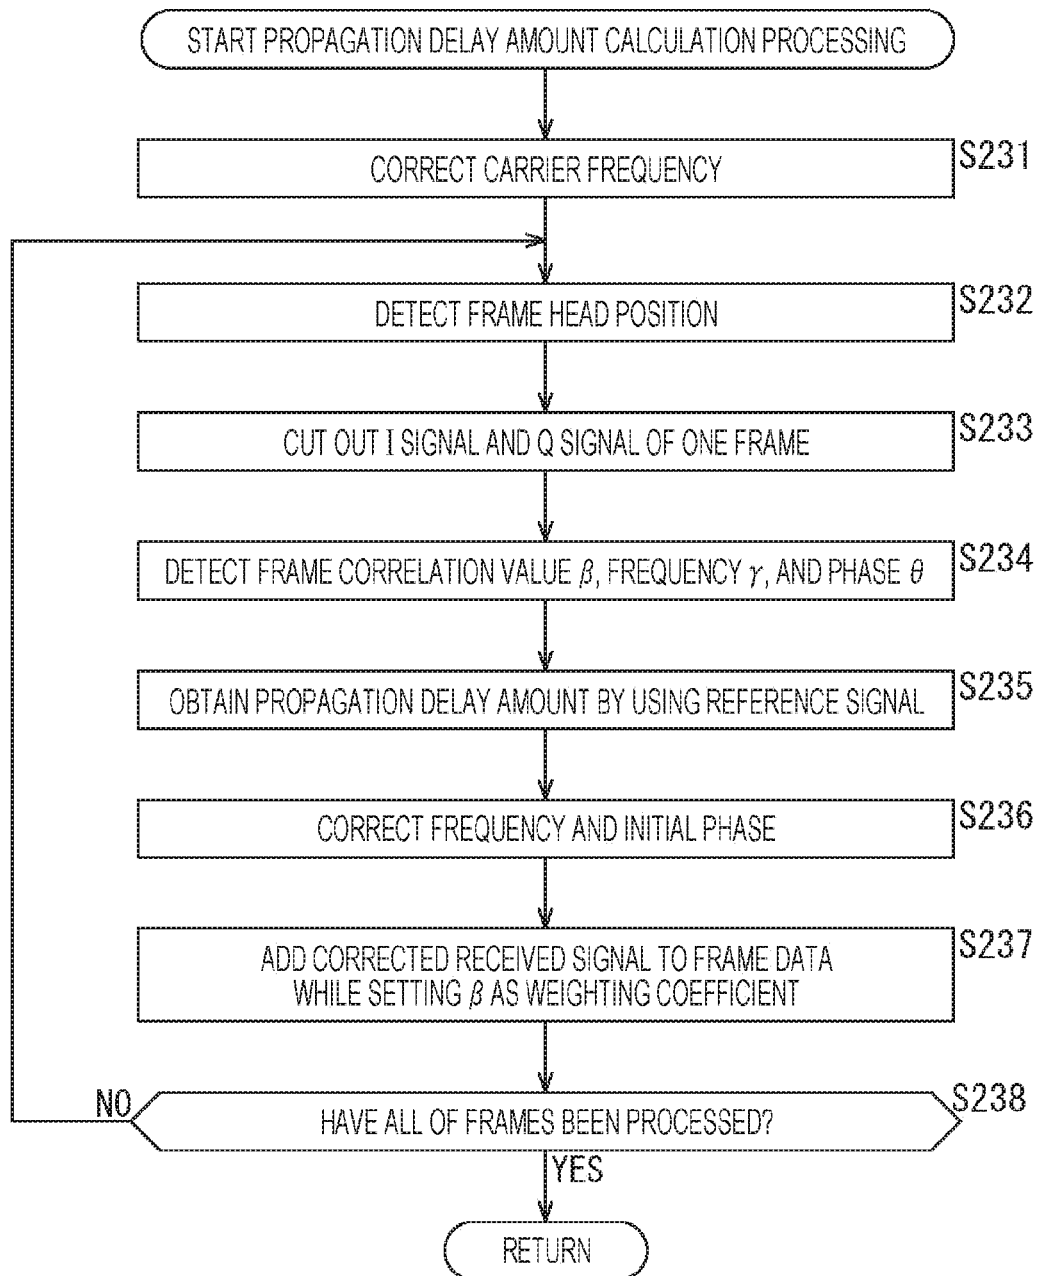 START PROPAGATION DELAY AMOUNT CALCULATION PROCESSING
CORRECT CARRIER FREQUENCY
S231
DETECT FRAME HEAD POSITION
S232
CUT OUT I SIGNAL AND Q SIGNAL OF ONE FRAME
S233
DETECT FRAME CORRELATION VALUE β, FREQUENCY γ, AND PHASE θ
S234
OBTAIN PROPAGATION DELAY AMOUNT BY USING REFERENCE SIGNAL
S235
CORRECT FREQUENCY AND INITIAL PHASE
S236
ADD CORRECTED RECEIVED SIGNAL TO FRAME DATA
WHILE SETTING β AS WEIGHTING COEFFICIENT
S237
NO
HAVE ALL OF FRAMES BEEN PROCESSED?
S238
YES
RETURN